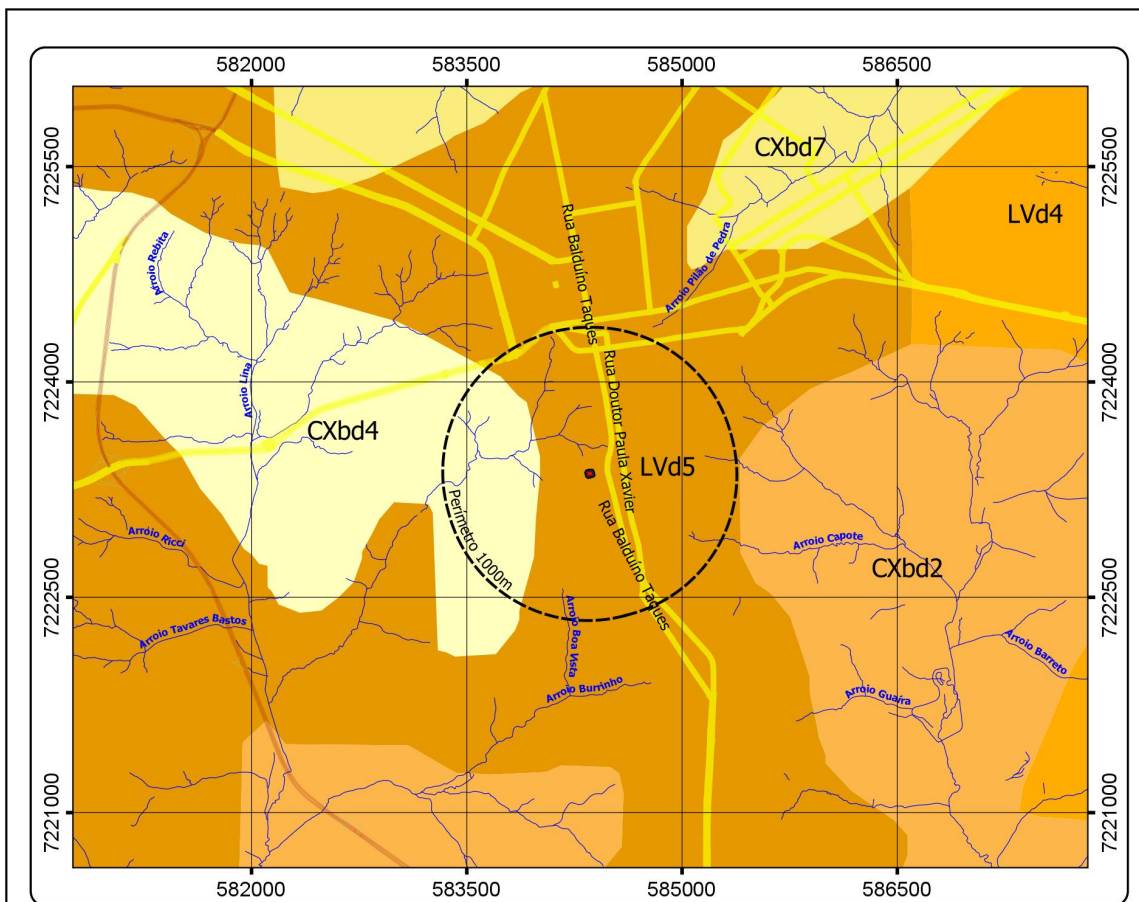 582000
583500
585000
586500
7225500
7225500
CXbd7
LVd4
Rua Balduíno Taques
Arroio Pilão de Pedra
Arroio Rebita
7224000
7224000
Arroio Lina
Rua Doutor Paula Xavier
CXbd4
LVd5
Perímetro 1000m
Rua Balduíno Taques
Arroio Ricci
Arroio Capote
CXbd2
7222500
7222500
Arroio Tavares Bastos
Arroio Boa Vista
Arroio Barreto
Arroio Burrinho
Arroio Guaíra
7221000
7221000
582000
583500
585000
586500